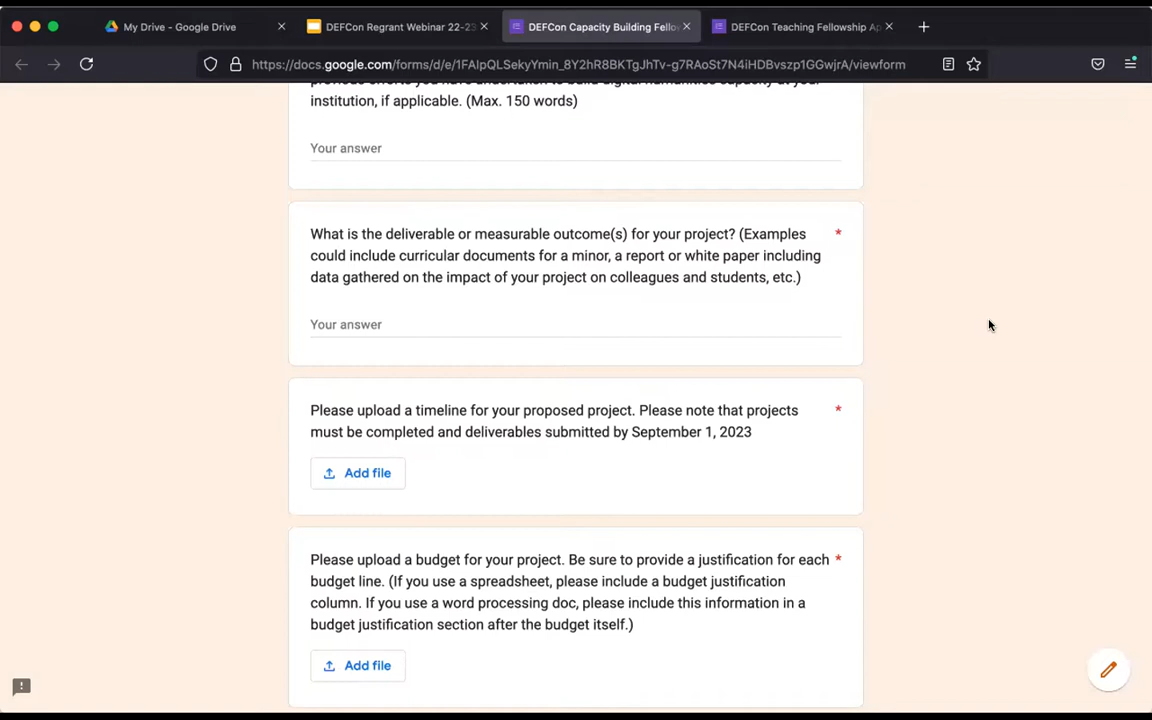 My Drive - Google Drive
DEFCon Regrant Webinar 22-23
DEFCon Capacity Building Fello
DEFCon Teaching Fellowship Ap
https://docs.google.com/forms/d/e/1FAIpQLSekyYmin_8Y2hR8BKTgJhTv-g7RAoSt7N4iHDBvszp1GGwjrA/viewform
institution, if applicable. (Max. 150 words)
Your answer
What is the deliverable or measurable outcome(s) for your project? (Examples *
could include curricular documents for a minor, a report or white paper including
data gathered on the impact of your project on colleagues and students, etc.)
Your answer
Please upload a timeline for your proposed project. Please note that projects *
must be completed and deliverables submitted by September 1, 2023
Add file
Please upload a budget for your project. Be sure to provide a justification for each *
budget line. (If you use a spreadsheet, please include a budget justification
column. If you use a word processing doc, please include this information in a
budget justification section after the budget itself.)
Add file